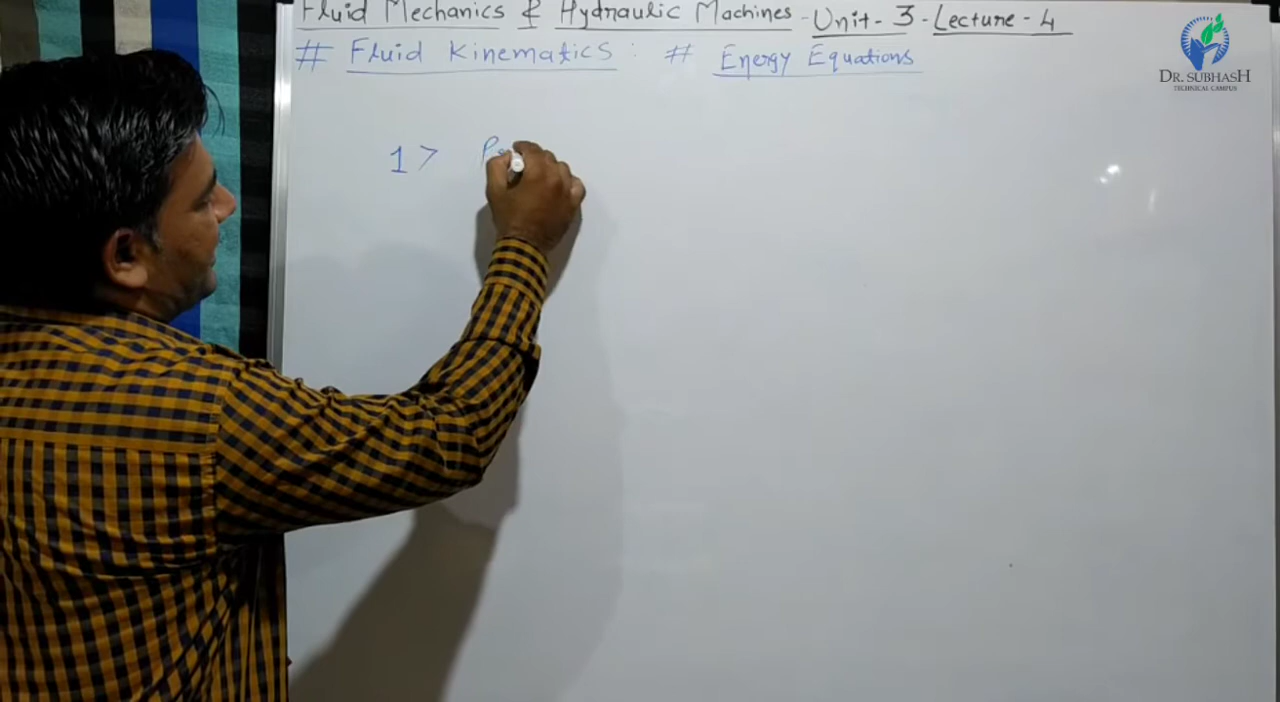 Fluid Mechanics & Hydraulic Machines - Unit - 3 - Lecture - 4
# Fluid Kinematics : # Energy Equations
DR. SUBHASH
TECHNICAL CAMPUS
1>